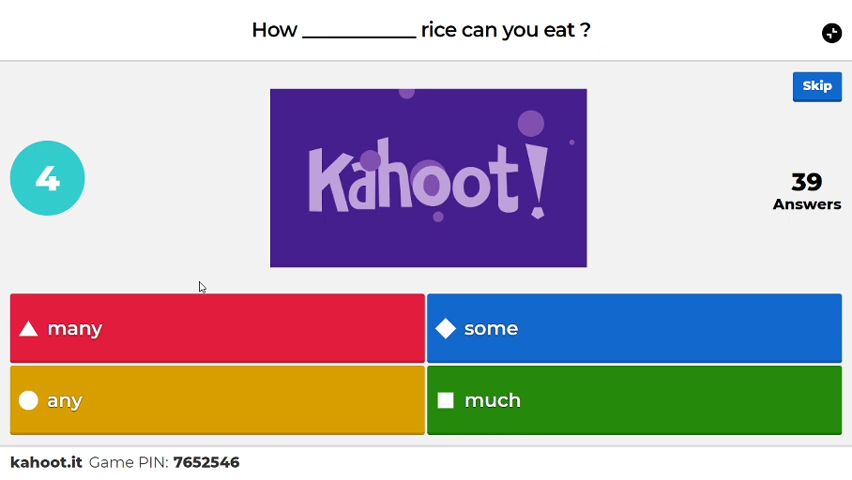 How ___________ rice can you eat ?
Skip
4
Kahoot!
39
Answers
many
some
any
much
kahoot.it Game PIN: 7652546